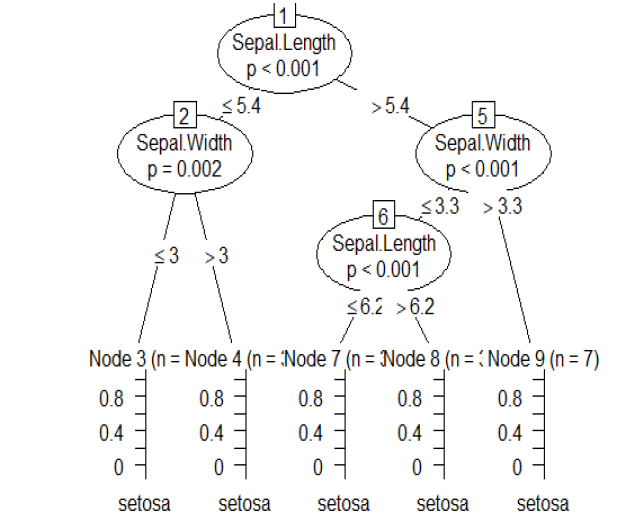 1
Sepal.Length
p < 0.001
≤ 5.4
> 5.4
2
Sepal.Width
p = 0.002
5
Sepal.Width
p < 0.001
≤ 3.3
> 3.3
6
Sepal.Length
p < 0.001
≤ 3
> 3
≤ 6.2
> 6.2
Node 3 (n = Node 4 (n = Node 7 (n = Node 8 (n = Node 9 (n = 7)
0.8 0.8 0.8 0.8 0.8
0.4 0.4 0.4 0.4 0.4
0 0 0 0 0
setosa setosa setosa setosa setosa